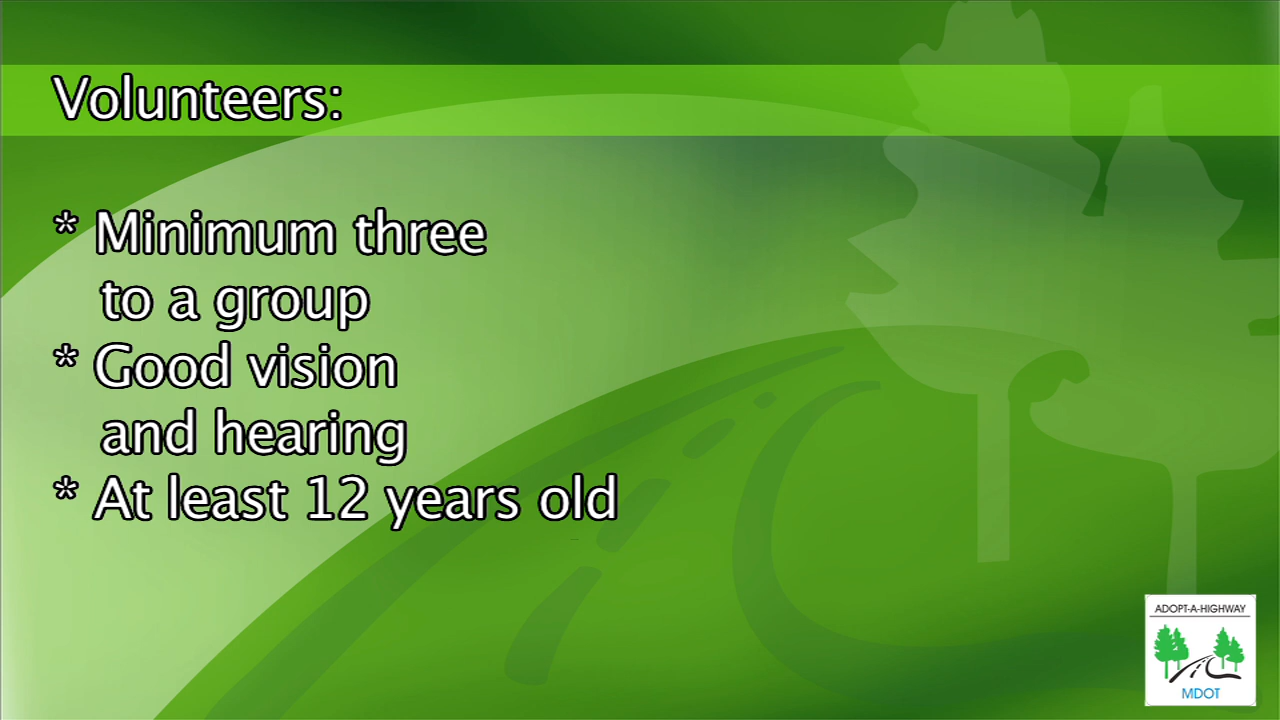 Volunteers:
* Minimum three
to a group
* Good vision
and hearing
* At least 12 years old
ADOPT-A-HIGHWAY
MDOT